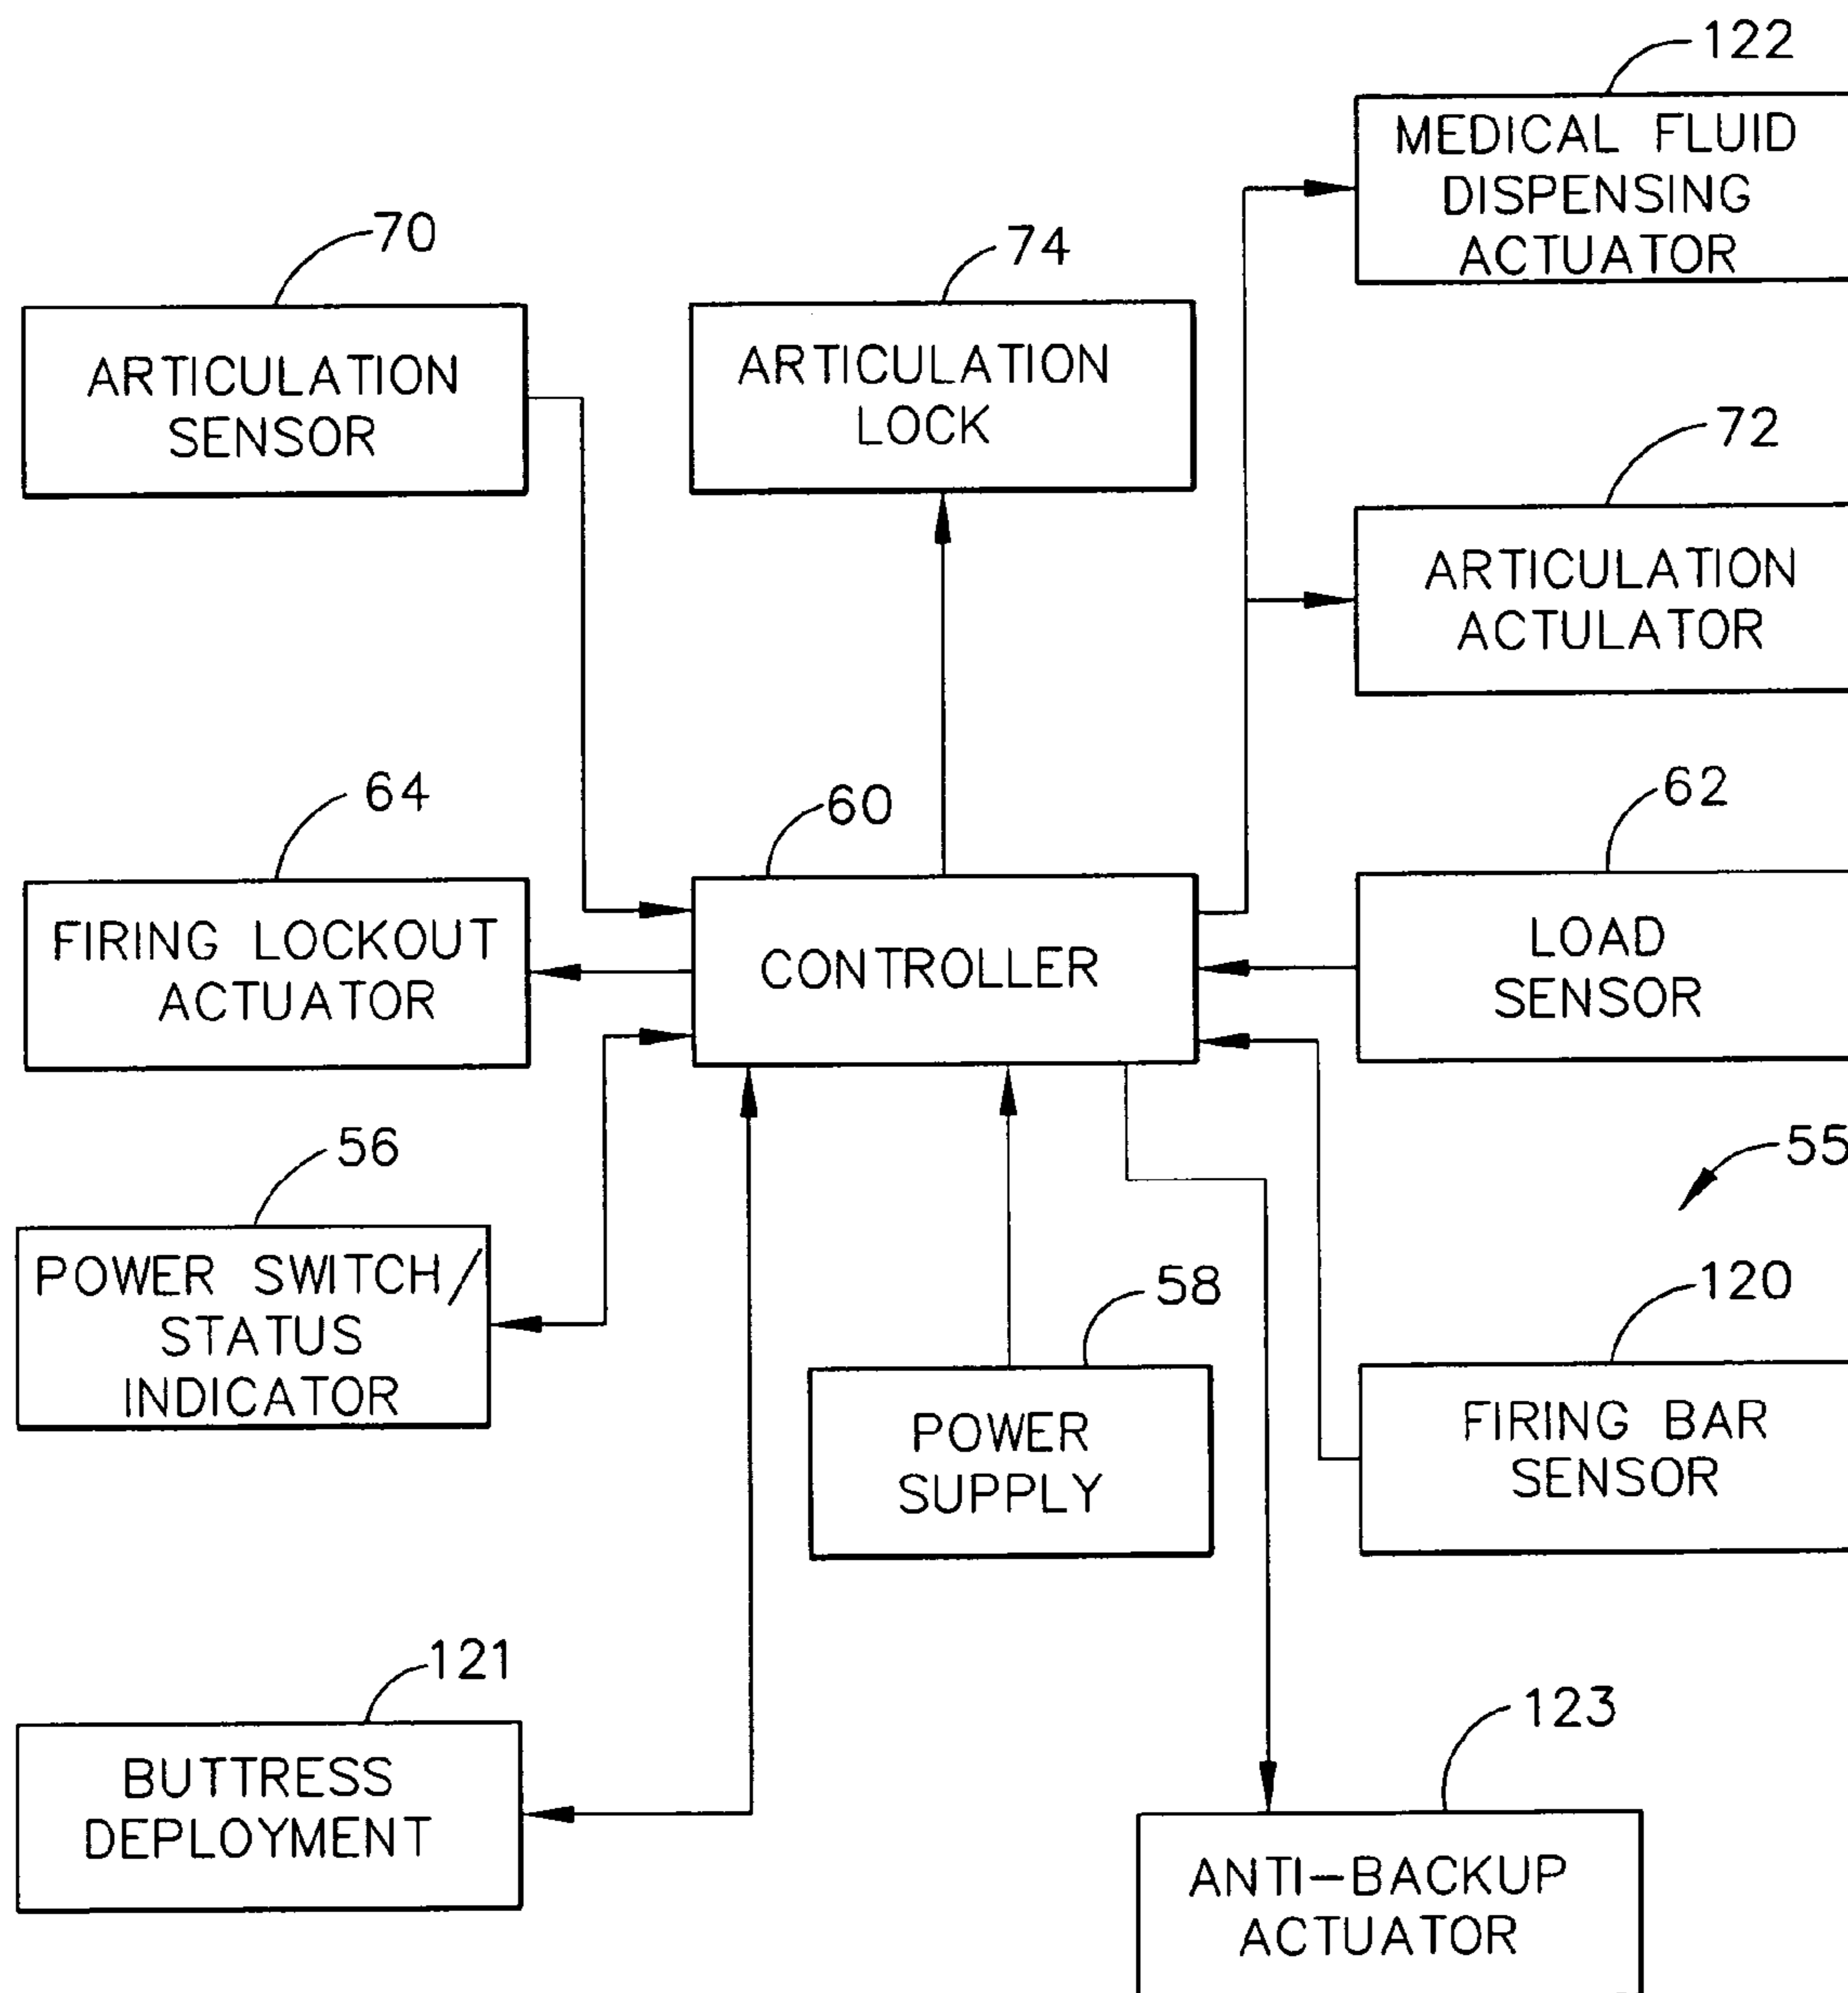 122
MEDICAL FLUID
DISPENSING
ACTUATOR
70
ARTICULATION
SENSOR
74
ARTICULATION
LOCK
72
ARTICULATION
ACTULATOR
64
FIRING LOCKOUT
ACTUATOR
60
CONTROLLER
62
LOAD
SENSOR
55
56
POWER SWITCH/
STATUS
INDICATOR
58
POWER
SUPPLY
120
FIRING BAR
SENSOR
121
BUTTRESS
DEPLOYMENT
123
ANTI-BACKUP
ACTUATOR